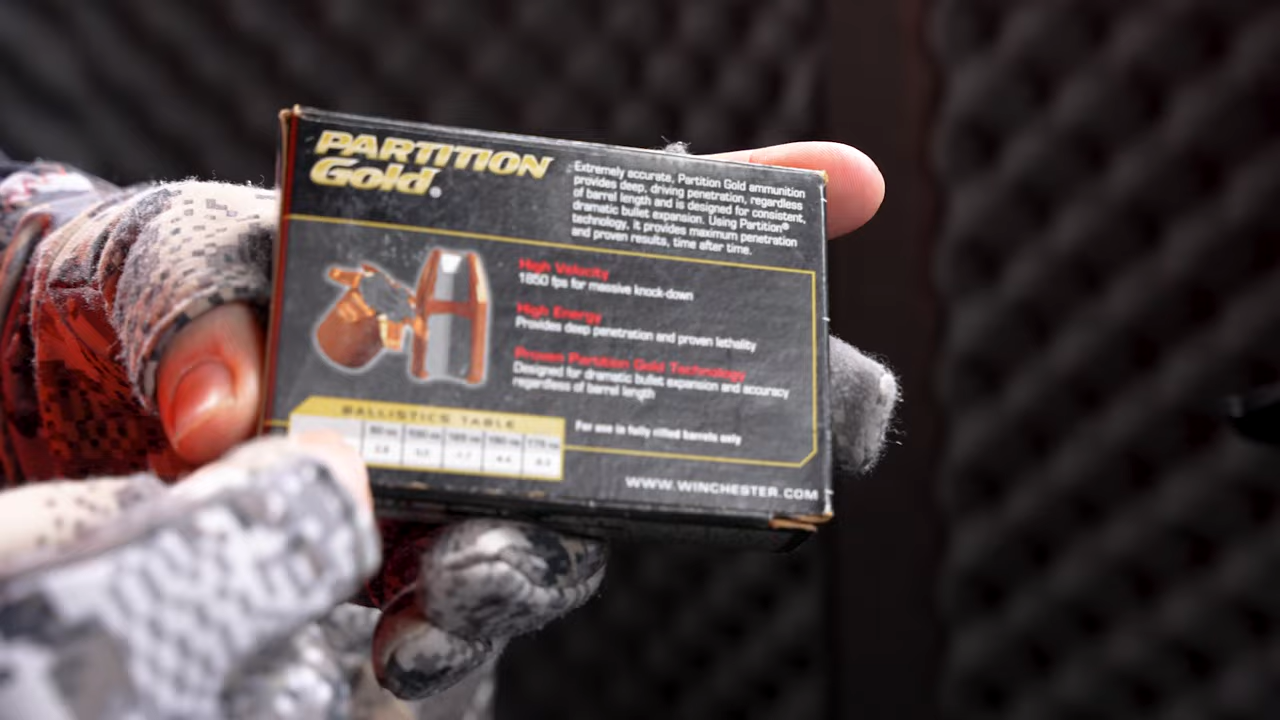 PARTITION
Gold®
Extremely accurate, Partition Gold ammunition
provides deep, driving penetration, regardless
of barrel length and is designed for consistent,
dramatic bullet expansion. Using Partition®
technology, it provides maximum penetration
and proven results, time after time.
High Velocity
1850 fps for massive knock-down
High Energy
Provides deep penetration and proven lethality
Proven Partition Gold Technology
Designed for dramatic bullet expansion and accuracy
regardless of barrel length
For use in fully rifled barrels only
BALLISTICS TABLE
WWW.WINCHESTER.COM